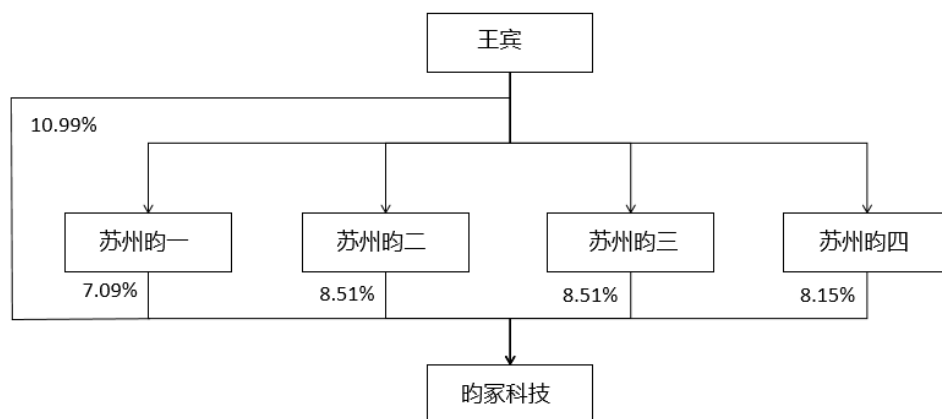 王宾
10.99%
苏州昀一
苏州昀二
苏州昀三
苏州昀四
7.09%
8.51%
8.51%
8.15%
昀冢科技